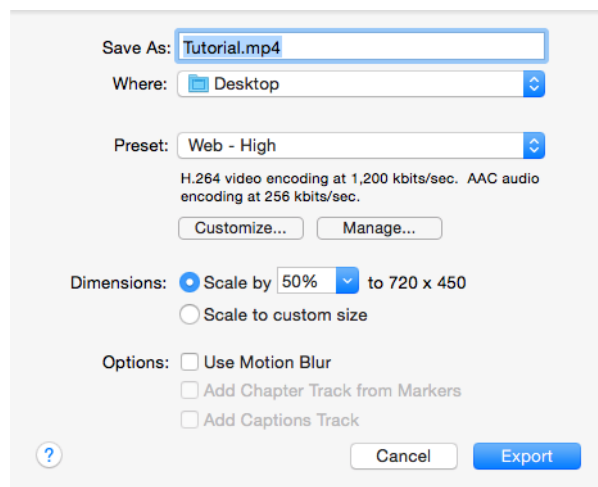 Save As: Tutorial.mp4
Where: Desktop
Preset: Web - High
H.264 video encoding at 1,200 kbits/sec. AAC audio
encoding at 256 kbits/sec.
Customize... Manage...
Dimensions: Scale by 50% to 720 x 450
Scale to custom size
Options: Use Motion Blur
Add Chapter Track from Markers
Add Captions Track
? Cancel Export